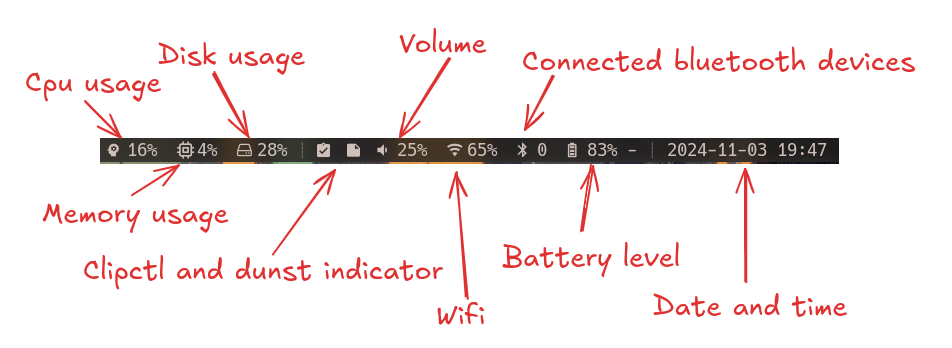 Volume
Disk usage
Connected bluetooth devices
Cpu usage
16% 4% 28% 25% 65% 0 83% - 2024-11-03 19:47
Memory usage
Clipctl and dunst indicator
Battery level
Wifi
Date and time